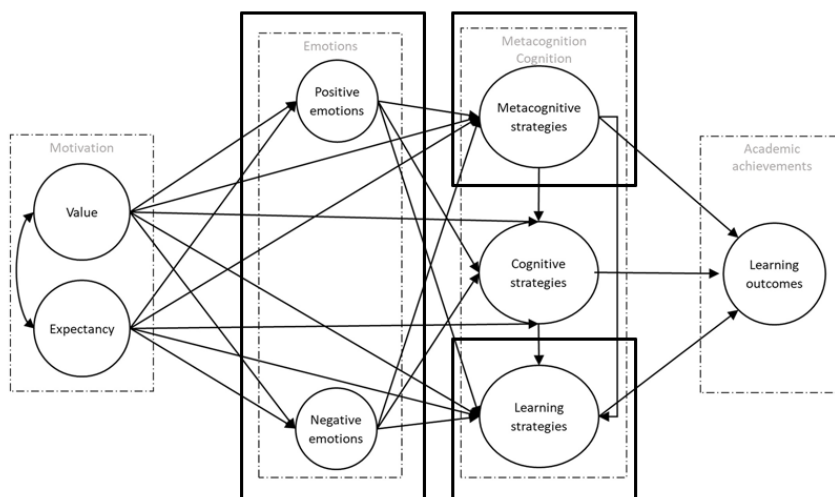 Emotions
Metacognition
Cognition
Positive
emotions
Metacognitive
strategies
Motivation
Academic
achievements
Value
Cognitive
strategies
Learning
outcomes
Expectancy
Learning
strategies
Negative
emotions